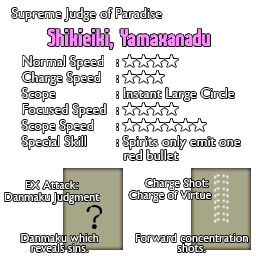 Supreme Judge of Paradise
Shikieiki, Yamaxanadu
Normal Speed : ☆☆☆☆
Charge Speed : ☆☆☆
Scope : Instant Large Circle
Focused Speed : ☆☆☆☆
Scope Speed : ☆☆☆☆☆☆
Special Skill : Spirits only emit one
red bullet
EX Attack:
Danmaku Judgment
?
Danmaku which
reveals sins.
Charge Shot:
Charge of Virtue
Forward concentration
shots.